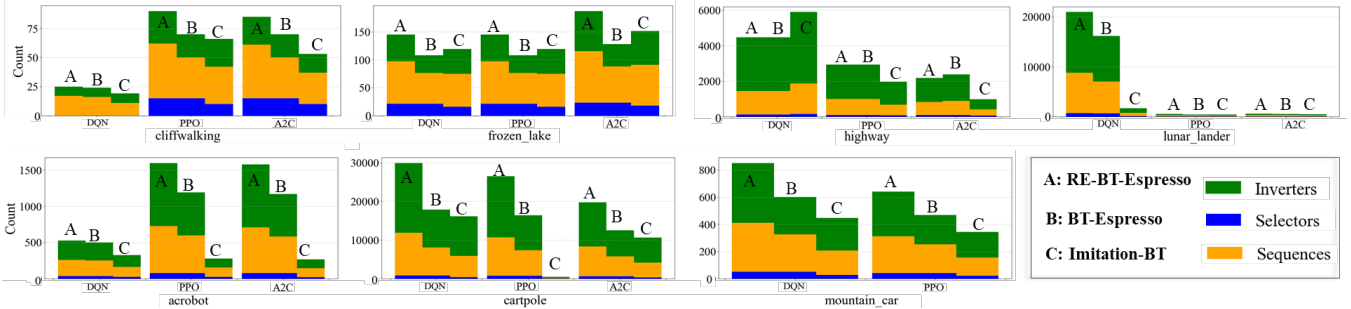 Count
75
50
25
0
A B C
A B C
A B C
DQN PPO A2C
cliffwalking
150
100
50
0
A B C
A B C
A B C
DQN PPO A2C
frozen_lake
6000
4000
2000
0
A B C
A B C
A B C
DQN PPO A2C
highway
20000
10000
0
A B C
A B C
A B C
DQN PPO A2C
lunar_lander
Count
1500
1000
500
0
A B C
A B C
A B C
DQN PPO A2C
acrobot
30000
20000
10000
0
A B C
A B C
A B C
DQN PPO A2C
cartpole
800
600
400
200
0
A B C
A B C
DQN PPO
mountain_car
A: RE-BT-Espresso
B: BT-Espresso
C: Imitation-BT
Inverters
Selectors
Sequences